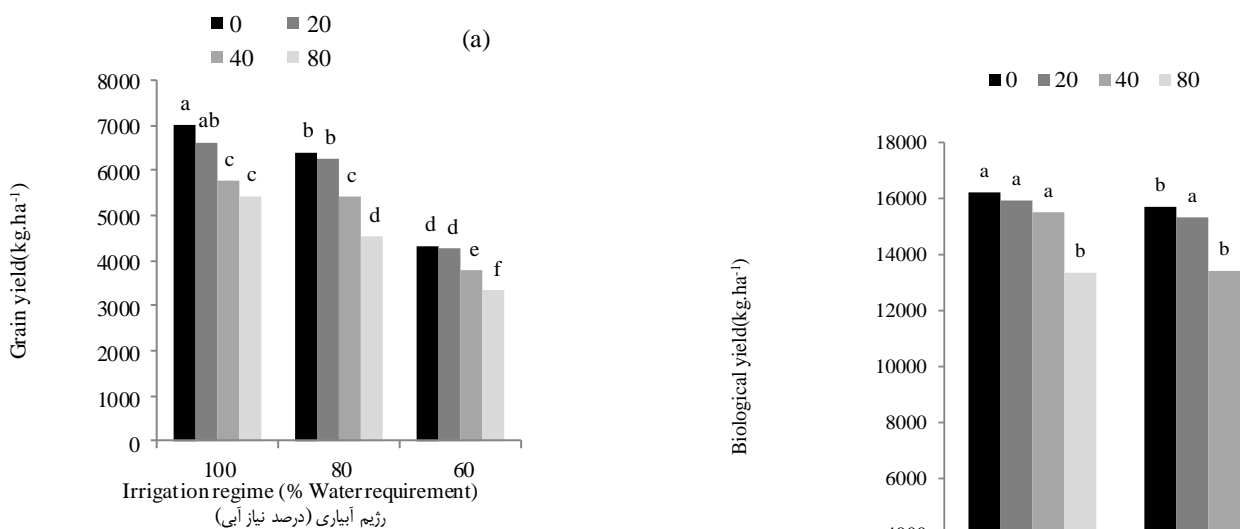 0 20
40 80
(a)
Grain yield(kg.ha⁻¹)
8000
7000
6000
5000
4000
3000
2000
1000
0
a ab c c
b b c d
d d e f
100 80 60
Irrigation regime (% Water requirement)
رژیم آبیاری (درصد نیاز آبی)
0 20 40 80
Biological yield(kg.ha⁻¹)
18000
16000
14000
12000
10000
8000
6000
a a a b
b a b